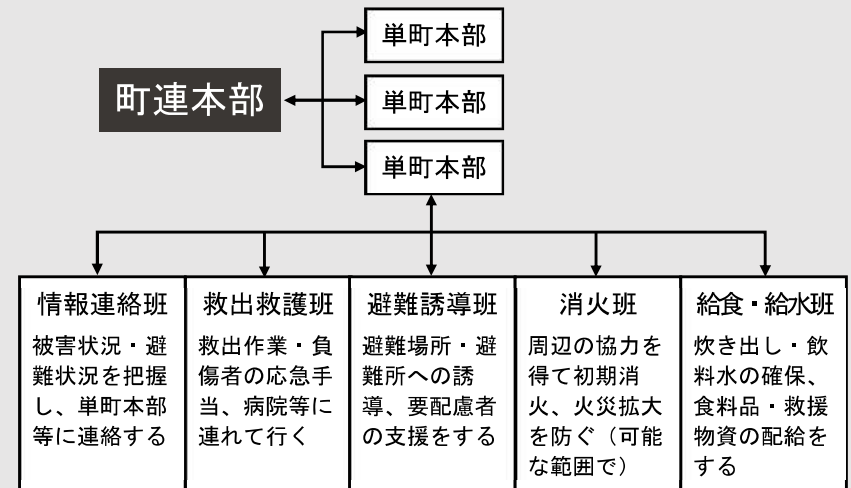 単町本部
町連本部
単町本部
単町本部
情報連絡班
被害状況・避
難状況を把握
し、単町本部
等に連絡する
救出救護班
救出作業・負
傷者の応急手
当、病院等に
連れて行く
避難誘導班
避難場所・避
難所への誘
導、要配慮者
の支援をする
消火班
周辺の協力を
得て初期消
火、火災拡大
を防ぐ（可能
な範囲で）
給食・給水班
炊き出し・飲
料水の確保、
食料品・救援
物資の配給を
する